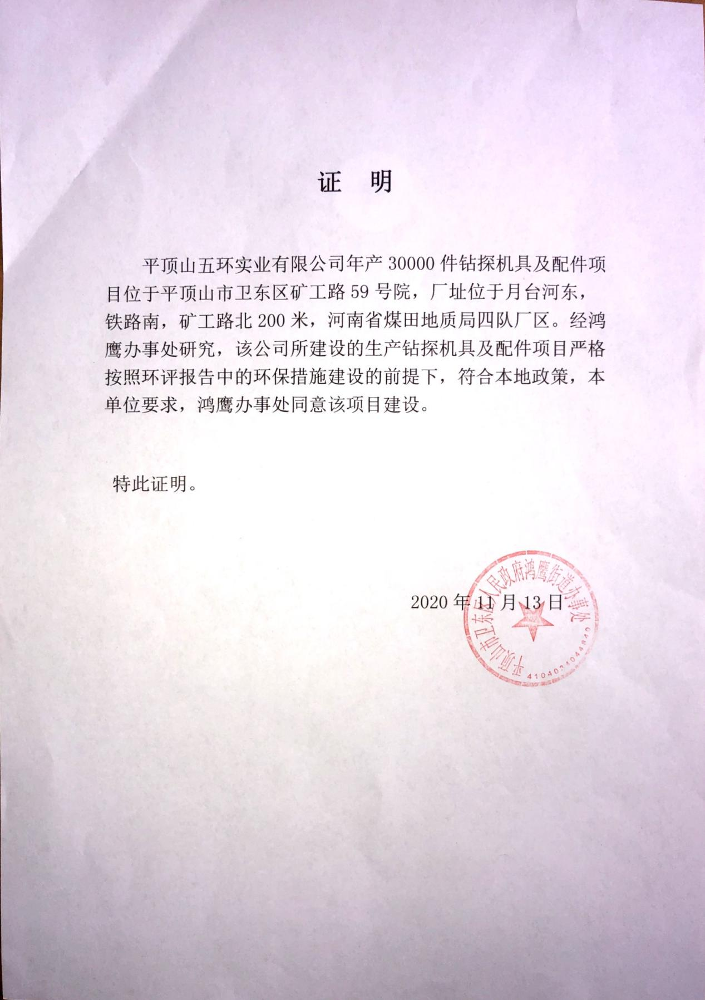 证 明
平顶山五环实业有限公司年产 30000 件钻探机具及配件项
目位于平顶山市卫东区矿工路 59 号院，厂址位于月台河东，
铁路南，矿工路北 200 米，河南省煤田地质局四队厂区。经鸿
鹰办事处研究，该公司所建设的生产钻探机具及配件项目严格
按照环评报告中的环保措施建设的前提下，符合本地政策，本
单位要求，鸿鹰办事处同意该项目建设。
特此证明。
2020 年 11 月 13 日
平顶山市卫东区人民政府鸿鹰街道办事处
4104034044840